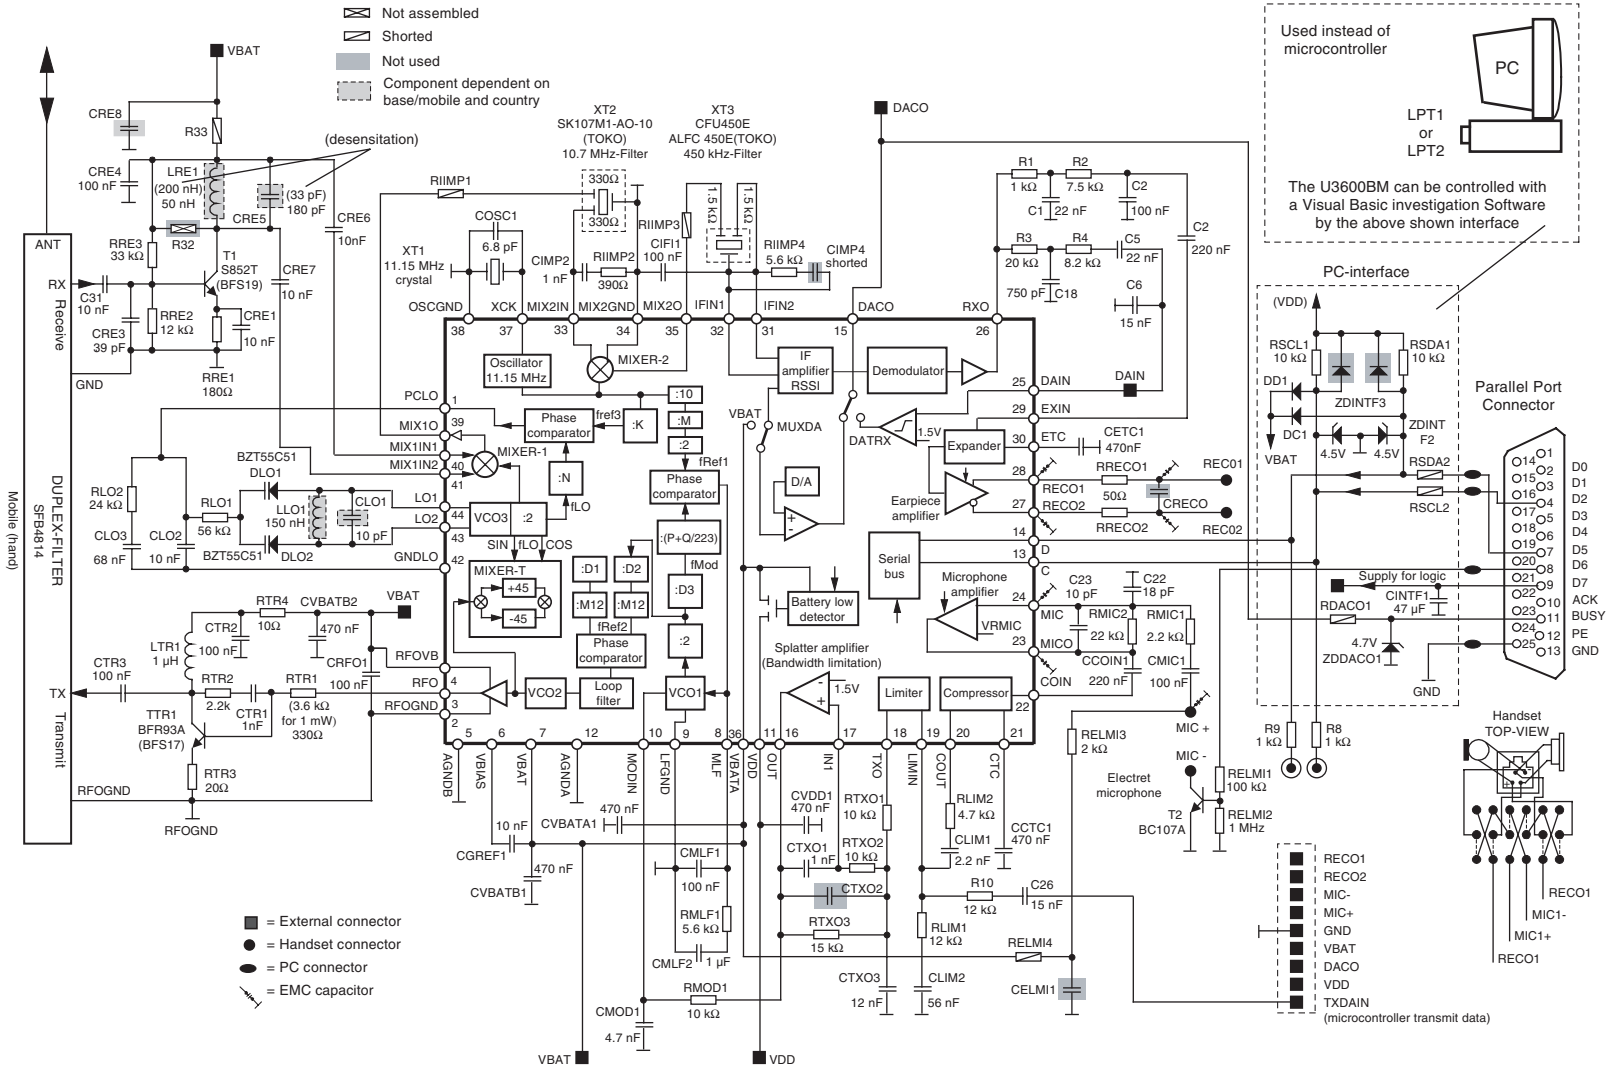 Not assembled
Shorted
Not used
Component dependent on
base/mobile and country
Used instead of
microcontroller
PC
LPT1
or
LPT2
The U3600BM can be controlled with
a Visual Basic investigation Software
by the above shown interface
VBAT
CRE8
R33
(desensitation)
CRE4
100 nF
LRE1
(200 nH)
50 nH
(33 pF)
180 pF
CRE5
R32
CRE6
10nF
ANT
RX
Receive
GND
RRE3
33 kΩ
T1
S852T
(BFS19)
CRE7
10 nF
C31
10 nF
CRE3
39 pF
RRE2
12 kΩ
CRE1
10 nF
RRE1
180Ω
DUPLEX-FILTER
SFB4814
Mobile (hand)
XT2
SK107M1-AO-10
(TOKO)
10.7 MHz-Filter
XT3
CFU450E
ALFC 450E(TOKO)
450 kHz-Filter
RIIMP1
330Ω
330Ω
COSC1
6.8 pF
XT1
11.15 MHz
crystal
CIMP2
1 nF
RIIMP2
390Ω
CIFI1
100 nF
RIIMP3
1.5 kΩ
1.5 kΩ
RIIMP4
5.6 kΩ
CIMP4
shorted
DACO
R1
1 kΩ
R2
7.5 kΩ
C1
22 nF
C2
100 nF
C2
220 nF
R3
20 kΩ
R4
8.2 kΩ
C5
22 nF
750 pF
C18
C6
15 nF
OSCGND
XCK
MIX2IN
MIX2GND
MIX2O
IFIN1
IFIN2
DACO
RXO
38
37
33
34
35
32
31
15
26
Oscillator
11.15 MHz
MIXER-2
IF
amplifier
RSSI
Demodulator
PCLO
1
MIX1O
39
MIX1IN1
40
MIX1IN2
41
MIXER-1
Phase
comparator
fref3
:K
:10
:M
:2
fRef1
Phase
comparator
:N
fLO
VCO3
:2
SIN
fLO
COS
MIXER-T
+45
-45
:(P+Q/223)
fMod
:D1
:D2
:D3
:M12
:M12
fRef2
Phase
comparator
:2
VCO2
Loop
filter
VCO1
VBAT
MUXDA
D/A
DATRX
1.5V
Expander
Earpiece
amplifier
Serial
bus
Microphone
amplifier
VRMIC
Battery low
detector
Splatter amplifier
(Bandwidth limitation)
1.5V
Limiter
Compressor
25
DAIN
DAIN
29
EXIN
30
ETC
CETC1
470nF
28
RECO1
27
RECO2
RRECO1
50Ω
RRECO2
CRECO
REC01
REC02
14
D
13
C
24
MIC
23
MICO
COIN
22
C23
10 pF
C22
18 pF
RMIC2
22 kΩ
RMIC1
2.2 kΩ
CCOIN1
220 nF
CMIC1
100 nF
MIC +
MIC -
RELMI3
2 kΩ
Electret
microphone
T2
BC107A
RELMI1
100 kΩ
RELMI2
1 MHz
BZT55C51
DLO1
RLO2
24 kΩ
RLO1
56 kΩ
LLO1
150 nH
CLO1
10 pF
CLO3
68 nF
CLO2
10 nF
BZT55C51
DLO2
LO1
44
LO2
43
GNDLO
42
RTR4
10Ω
CVBATB2
VBAT
470 nF
CTR2
100 nF
LTR1
1 µH
CTR3
100 nF
CRFO1
100 nF
RFOVB
RFO
4
RFOGND
3
2
TX
Transmit
RTR2
2.2k
CTR1
1nF
RTR1
(3.6 kΩ
for 1 mW)
330Ω
TTR1
BFR93A
(BFS17)
RTR3
20Ω
RFOGND
RFOGND
5
6
7
12
10
9
8
36
11
16
17
18
19
20
21
AGNDB
VBIAS
VBAT
AGNDA
MODIN
LFGND
MLF
VBATA
VDD
OUT
IN1
TXO
LIMIN
COUT
CTC
10 nF
CGREF1
470 nF
CVBATA1
470 nF
CVBATB1
CMLF1
100 nF
RMLF1
5.6 kΩ
CMLF2
1 µF
RMOD1
10 kΩ
CMOD1
4.7 nF
VBAT
VDD
CVDD1
470 nF
CTXO1
1 nF
RTXO1
10 kΩ
RTXO2
10 kΩ
CTXO2
RTXO3
15 kΩ
CTXO3
12 nF
RLIM2
4.7 kΩ
CLIM1
2.2 nF
CCTC1
470 nF
R10
12 kΩ
C26
15 nF
RLIM1
12 kΩ
CLIM2
56 nF
RELMI4
CELMI1
PC-interface
(VDD)
RSCL1
10 kΩ
RSDA1
10 kΩ
DD1
ZDINTF3
DC1
ZDINT
F2
VBAT
4.5V
4.5V
RSDA2
RSCL2
Supply for logic
CINTF1
47 µF
RDACO1
4.7V
ZDDACO1
GND
R9
1 kΩ
R8
1 kΩ
Parallel Port
Connector
1
14
2
15
3
16
4
17
5
18
6
19
7
20
8
21
9
22
10
23
11
24
12
25
13
D0
D1
D2
D3
D4
D5
D6
D7
ACK
BUSY
PE
GND
Handset
TOP-VIEW
RECO1
MIC1-
MIC1+
RECO1
RECO1
RECO2
MIC-
MIC+
GND
VBAT
DACO
VDD
TXDAIN
(microcontroller transmit data)
= External connector
= Handset connector
= PC connector
= EMC capacitor